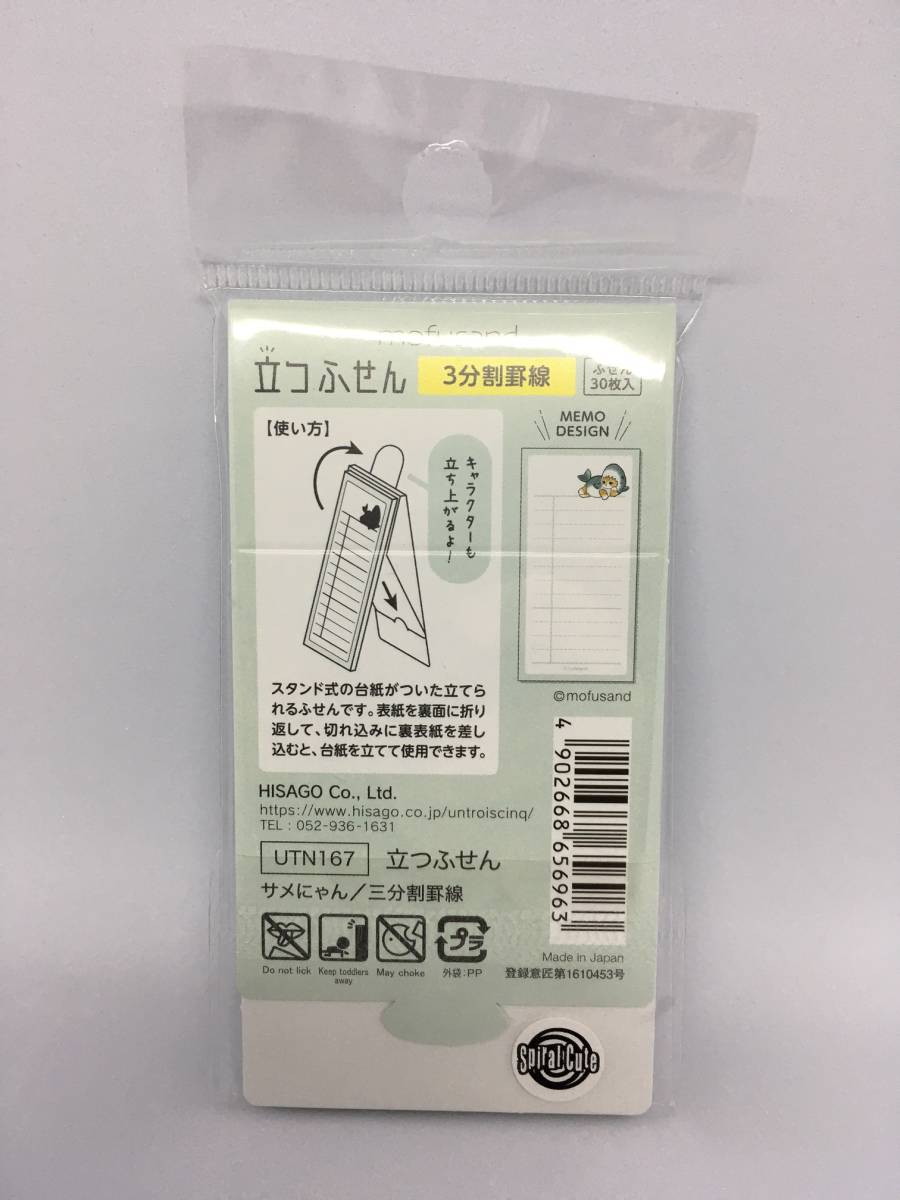 mofusand
立つふせん
3分割罫線
ふせん
30枚入
【使い方】
キャラクターも
立ち上がるよ!
MEMO
DESIGN
スタンド式の台紙がついた立てら
れるふせんです。表紙を裏面に折り
返して、切れ込みに裏表紙を差し
込むと、台紙を立てて使用できます。
©mofusand
4902668656963
HISAGO Co., Ltd.
https://www.hisago.co.jp/untroiscinq/
TEL : 052-936-1631
UTN167
立つふせん
サメにゃん/三分割罫線
Do not lick
Keep toddlers
away
May choke
プラ
外袋:PP
Made in Japan
登録意匠第1610453号
Spiral Cute